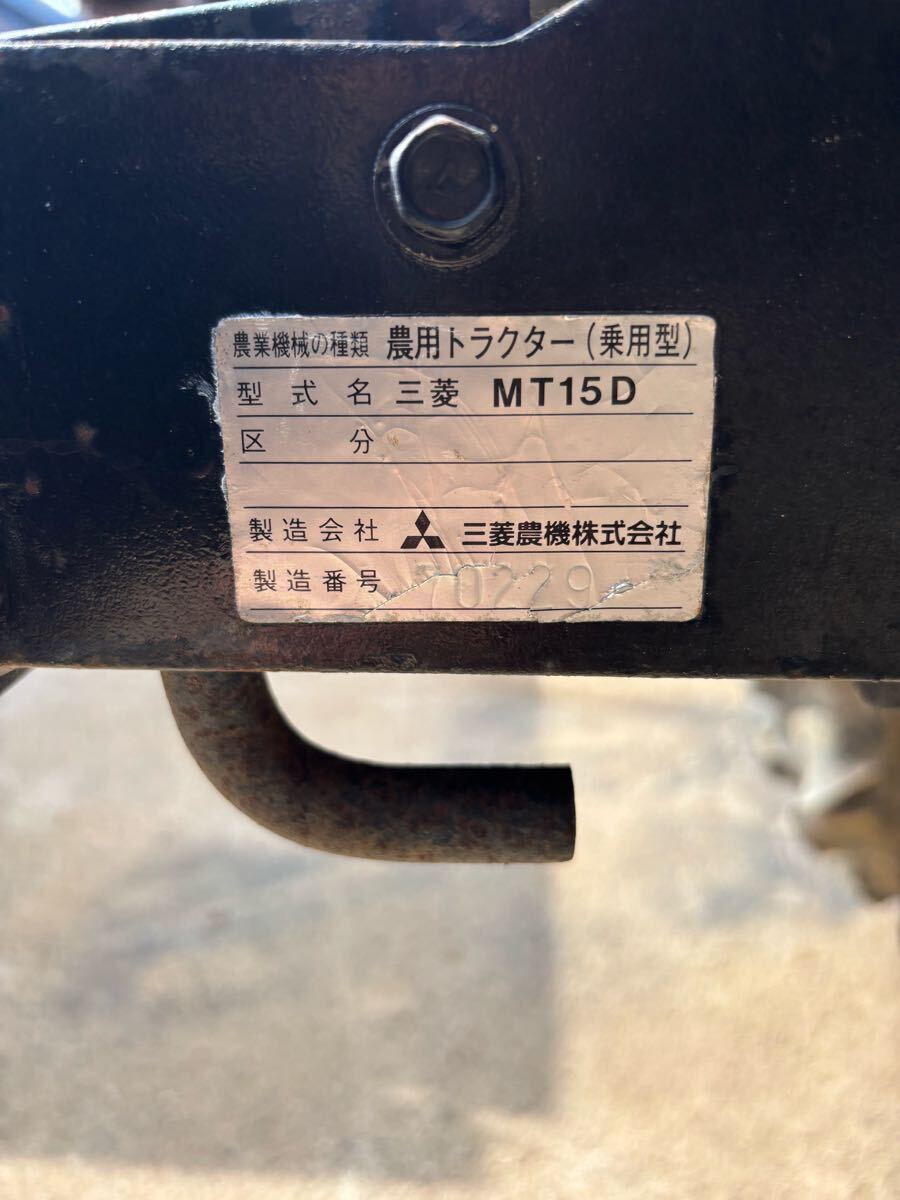 農業機械の種類 農用トラクター(乗用型)
型式名 三菱 MT15D
区分
製造会社 三菱農機株式会社
製造番号 70229